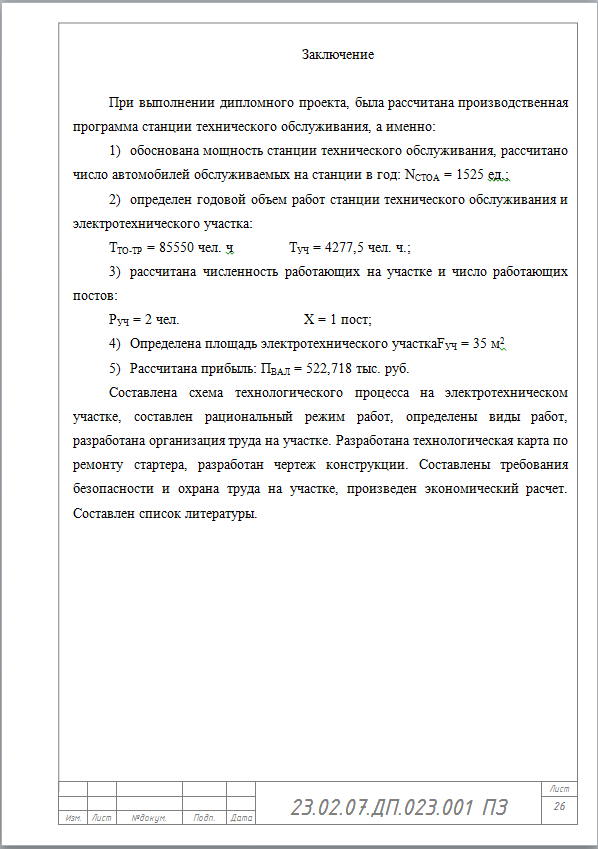 Заключение
При выполнении дипломного проекта, была рассчитана производственная
программа станции технического обслуживания, а именно:
1) обоснована мощность станции технического обслуживания, рассчитано
число автомобилей обслуживаемых на станции в год: NСТОА = 1525 ед.;
2) определен годовой объем работ станции технического обслуживания и
электротехнического участка:
ТТО-ТР = 85550 чел. ч ТУЧ = 4277,5 чел. ч.;
3) рассчитана численность работающих на участке и число работающих
постов:
РУЧ = 2 чел. Х = 1 пост;
4) Определена площадь электротехнического участкаFУЧ = 35 м2
5) Рассчитана прибыль: ПВАЛ = 522,718 тыс. руб.
Составлена схема технологического процесса на электротехническом
участке, составлен рациональный режим работ, определены виды работ,
разработана организация труда на участке. Разработана технологическая карта по
ремонту стартера, разработан чертеж конструкции. Составлены требования
безопасности и охрана труда на участке, произведен экономический расчет.
Составлен список литературы.
23.02.07.ДП.023.001 ПЗ
Лист
26
Изм. Лист №докум. Подп. Дата